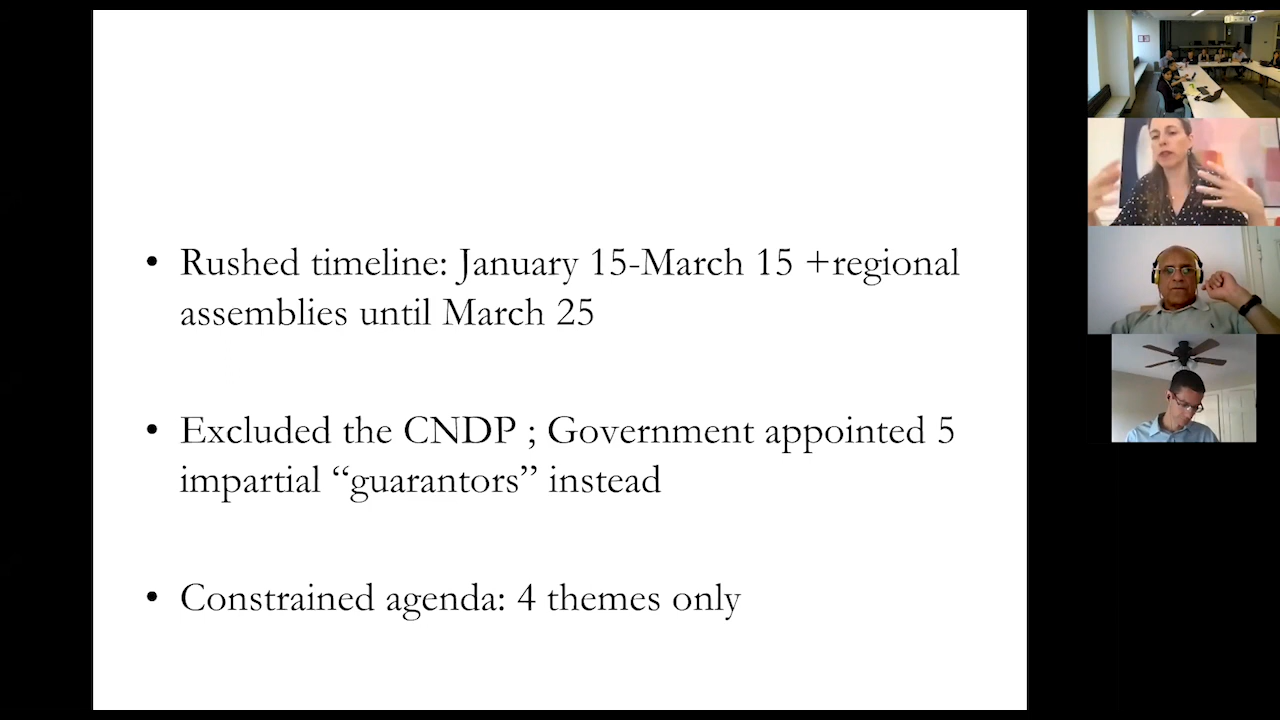 • Rushed timeline: January 15-March 15 +regional
assemblies until March 25
• Excluded the CNDP ; Government appointed 5
impartial “guarantors” instead
• Constrained agenda: 4 themes only